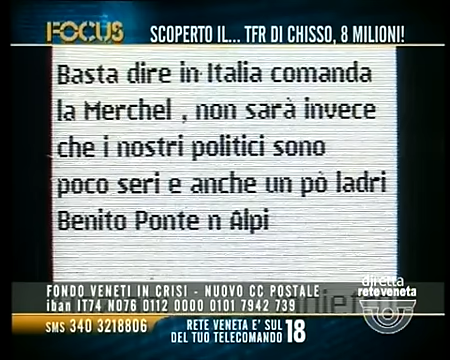 FOCUS SCOPERTO IL... TFR DI CHISSO, 8 MILIONI!
Basta dire in Italia comanda
la Merchel , non sarà invece
che i nostri politici sono
poco seri e anche un pò ladri
Benito Ponte n Alpi
diretta
reteveneta
FONDO VENETI IN CRISI - NUOVO CC POSTALE
iban IT74 N076 0112 0000 0101 7942 739
SMS 340 3218806
RETE VENETA E' SUL 18
DEL TUO TELECOMANDO